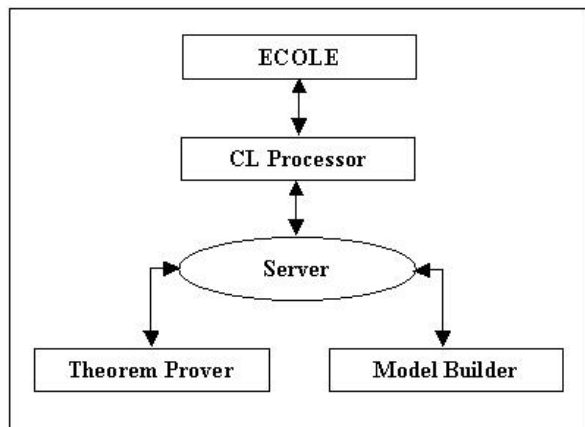 ECOLE
CL Processor
Server
Theorem Prover
Model Builder